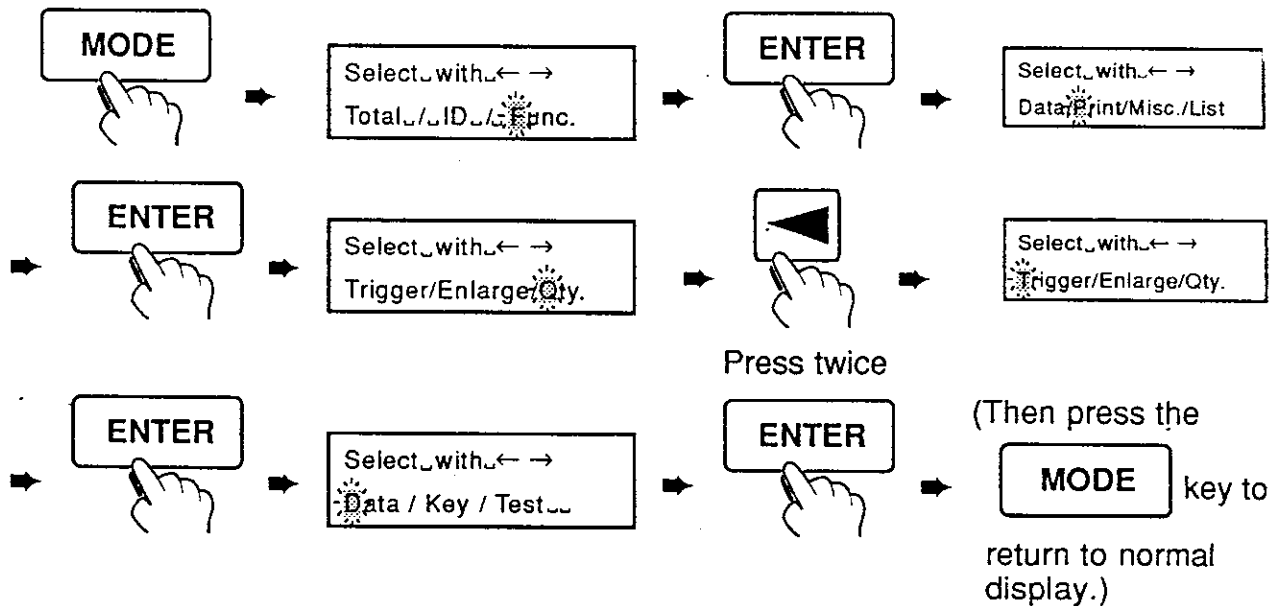 MODE
Select␣with␣← →
Total␣/␣ID␣/␣Func.
ENTER
Select␣with␣← →
Data/Print/Misc./List
ENTER
Select␣with␣← →
Trigger/Enlarge/Qty.
Press twice
Select␣with␣← →
Trigger/Enlarge/Qty.
ENTER
Select␣with␣← →
Data / Key / Test␣␣
ENTER
(Then press the
MODE key to
return to normal
display.)